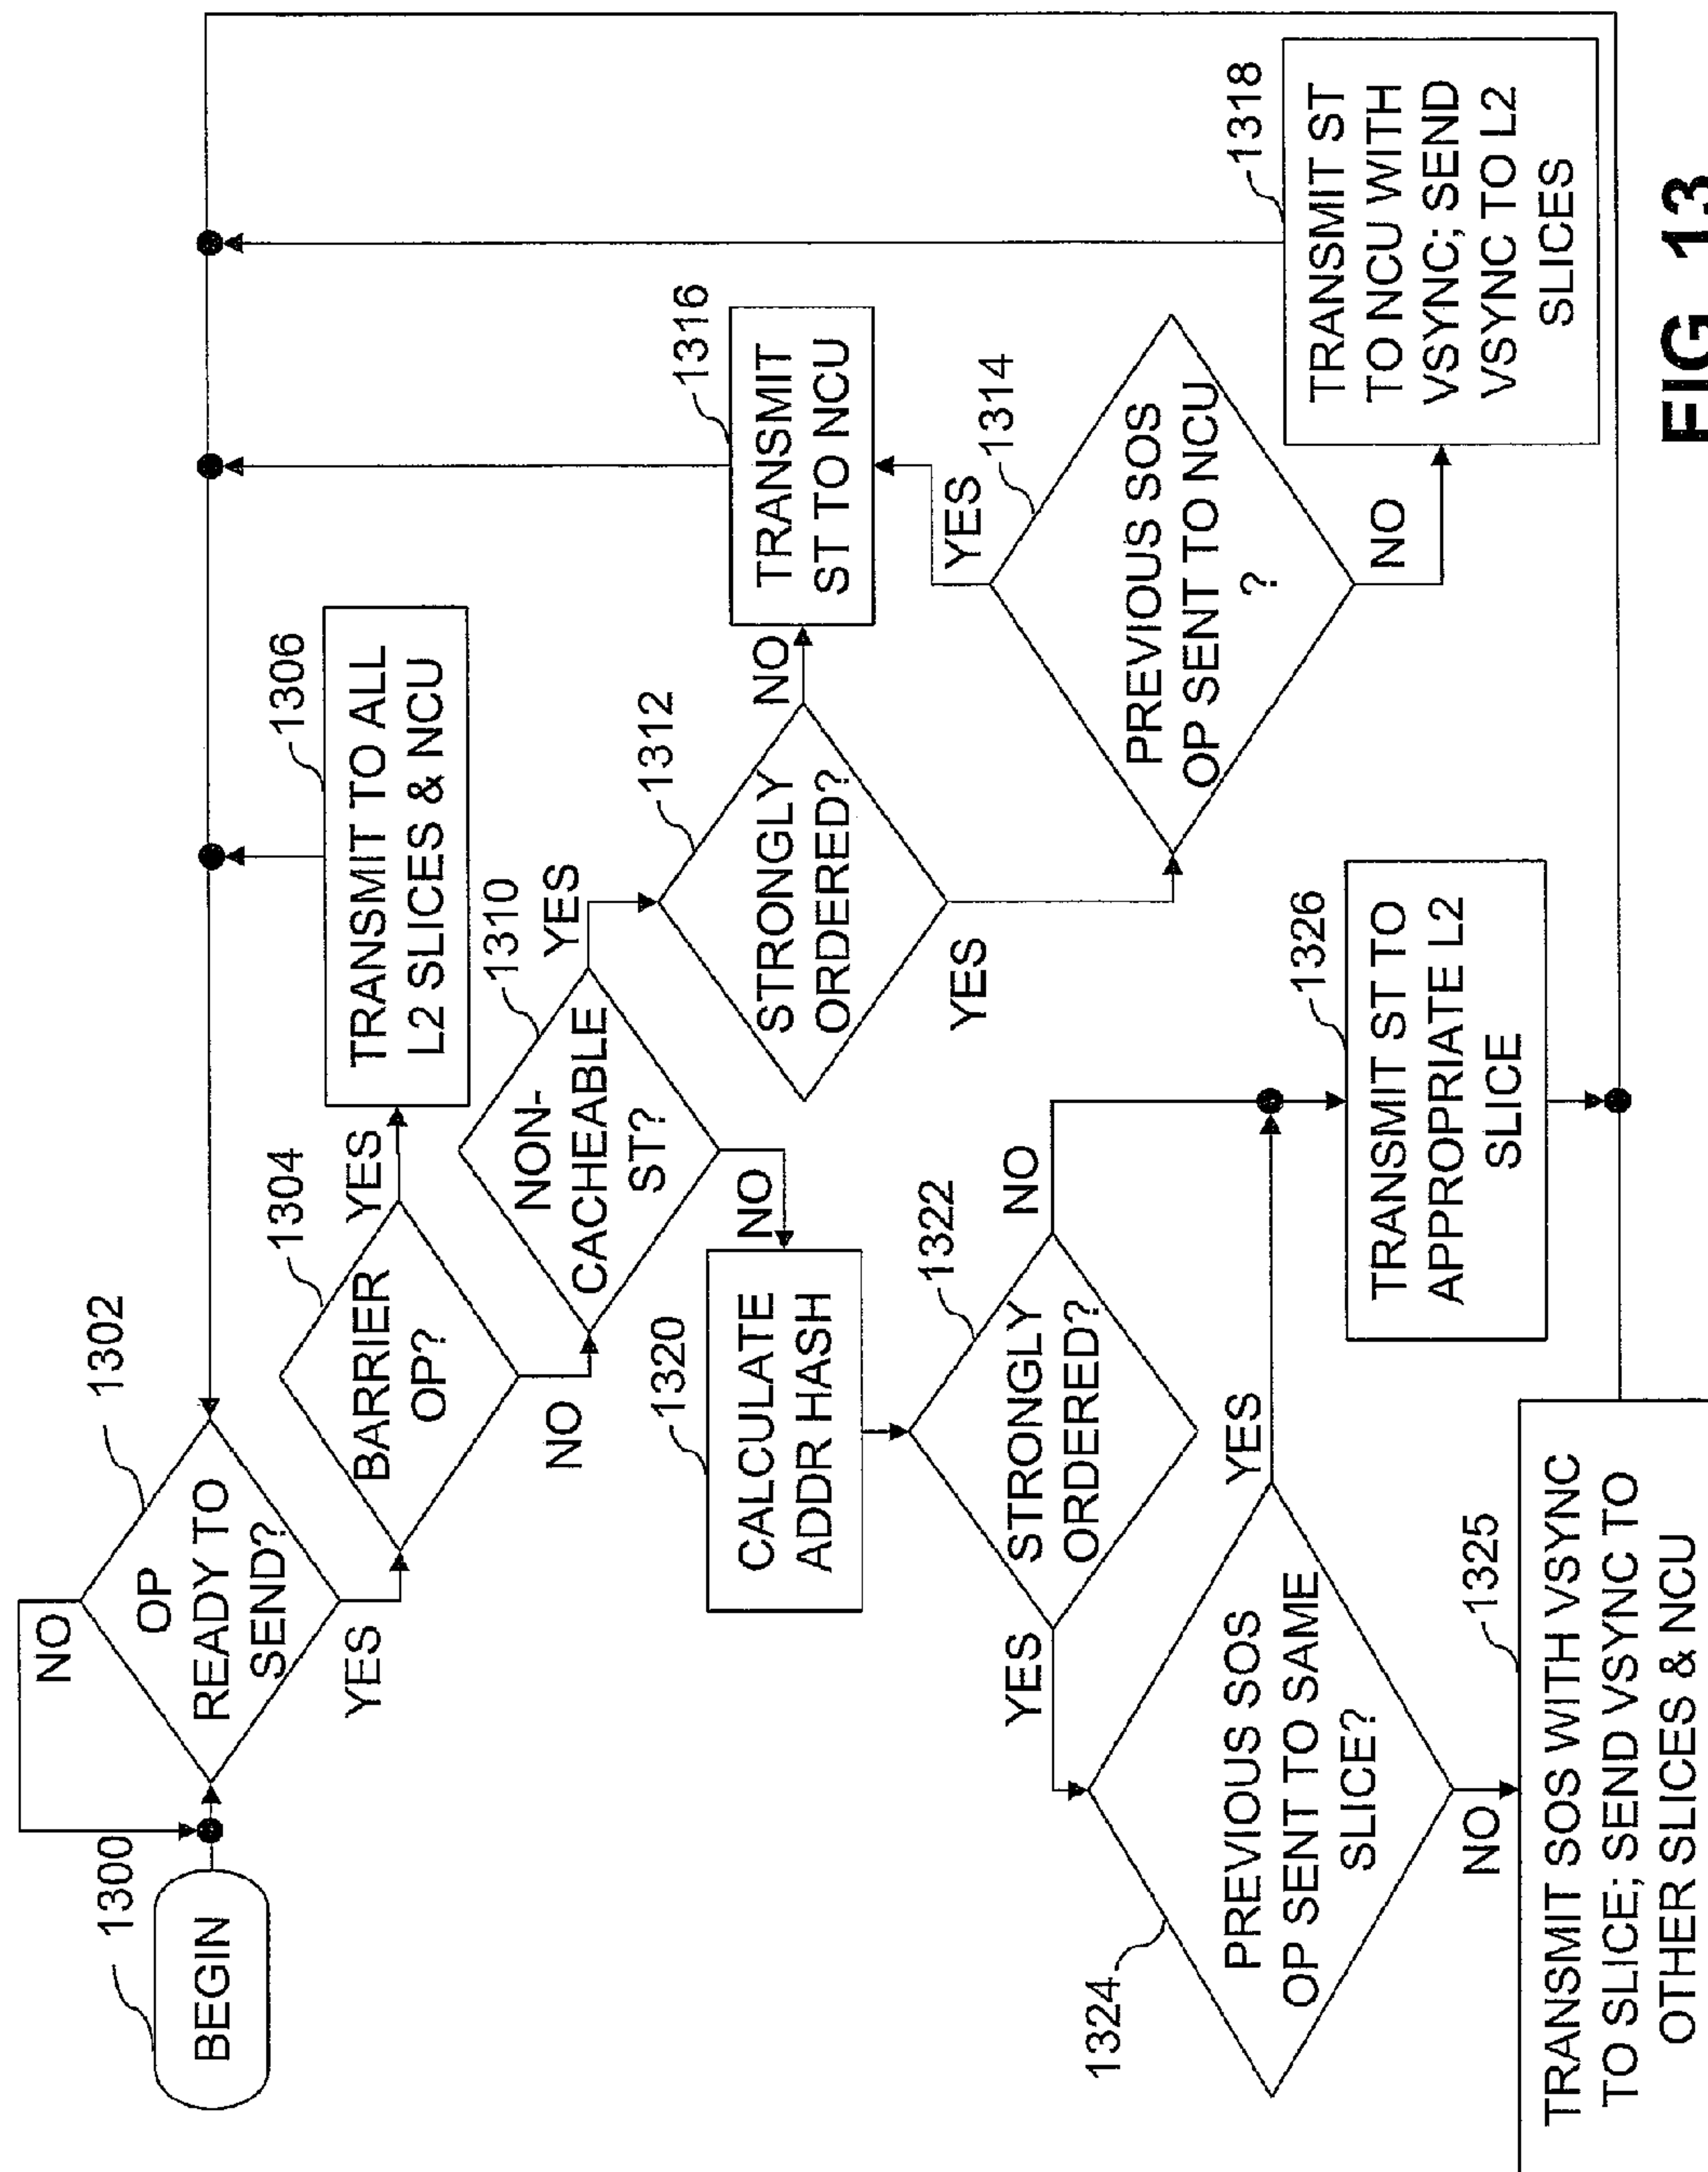 1300
BEGIN
NO
1302
OP
READY TO
SEND?
YES
1304
BARRIER
OP?
YES
NO
1306
TRANSMIT TO ALL
L2 SLICES & NCU
1310
NON-
CACHEABLE
ST?
YES
NO
1312
STRONGLY
ORDERED?
NO
YES
1316
TRANSMIT
ST TO NCU
1314
PREVIOUS SOS
OP SENT TO NCU
?
YES
NO
1318
TRANSMIT ST
TO NCU WITH
VSYNC; SEND
VSYNC TO L2
SLICES
1320
CALCULATE
ADDR HASH
1322
STRONGLY
ORDERED?
NO
YES
1324
PREVIOUS SOS
OP SENT TO SAME
SLICE?
YES
NO
1326
TRANSMIT ST TO
APPROPRIATE L2
SLICE
1325
TRANSMIT SOS WITH VSYNC
TO SLICE; SEND VSYNC TO
OTHER SLICES & NCU
FIG. 13